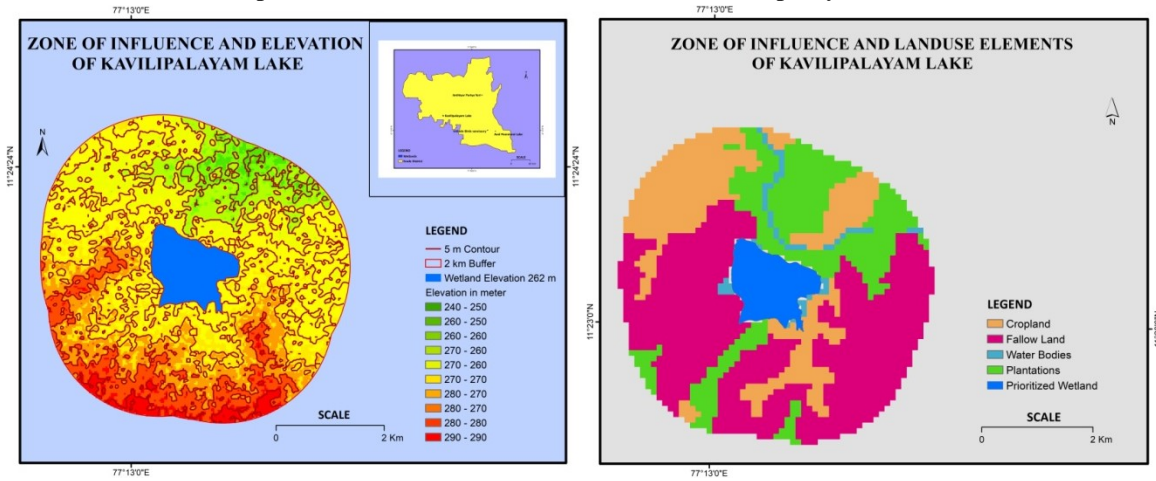 77°13'0"E
ZONE OF INFLUENCE AND ELEVATION
OF KAVILIPALAYAM LAKE
N
11°24'24"N
LEGEND
5 m Contour
2 km Buffer
Wetland Elevation 262 m
Elevation in meter
240 - 250
260 - 250
260 - 260
270 - 260
270 - 270
280 - 270
280 - 270
280 - 280
290 - 290
SCALE
0 2 Km
77°13'0"E
77°13'0"E
ZONE OF INFLUENCE AND LANDUSE ELEMENTS
OF KAVILIPALAYAM LAKE
N
11°24'24"N
11°23'0"N
LEGEND
Cropland
Fallow Land
Water Bodies
Plantations
Prioritized Wetland
SCALE
0 2 Km
77°13'0"E